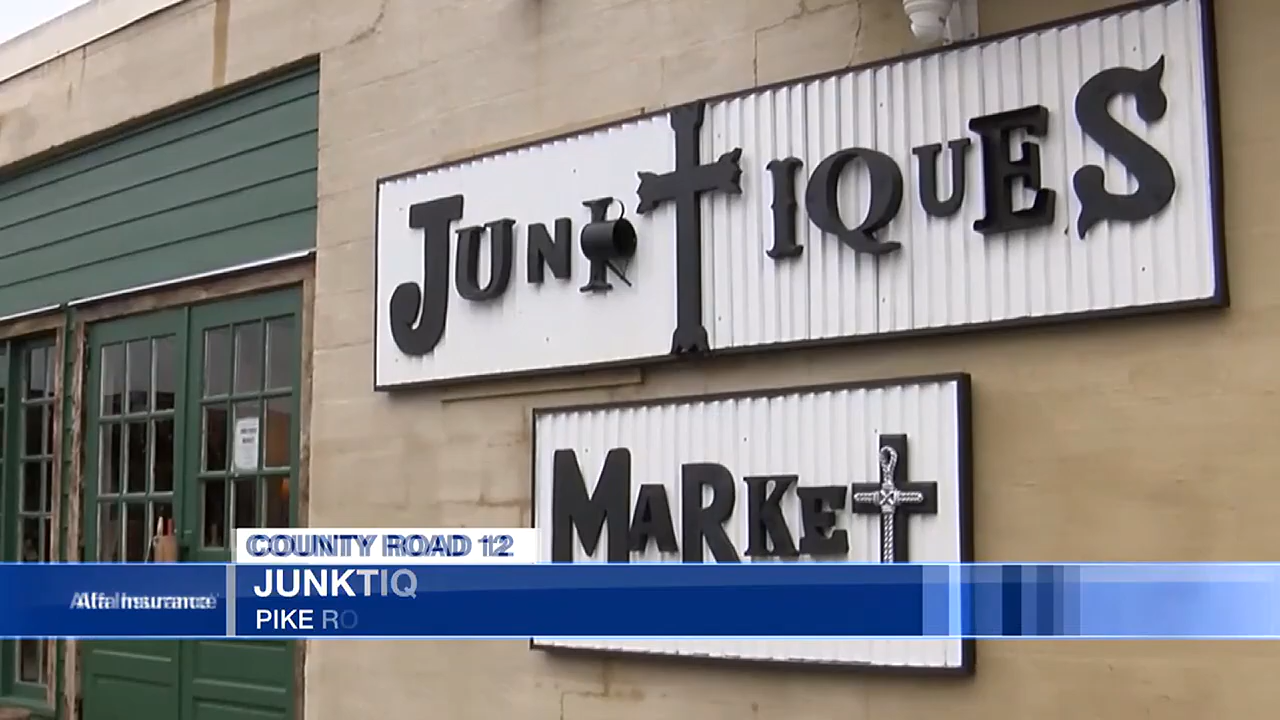 JUNKTIQUES
MARKET
COUNTY ROAD 12
Alfa Insurance
JUNKTIQ
PIKE RO